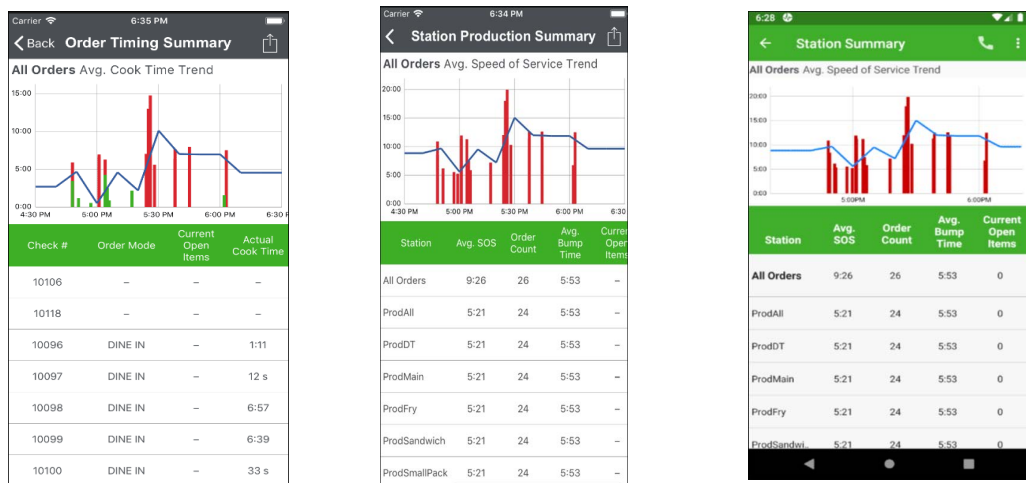 Carrier 6:35 PM
Back Order Timing Summary
All Orders Avg. Cook Time Trend
15:00
10:00
5:00
0:00
4:30 PM 5:00 PM 5:30 PM 6:00 PM 6:30 P
Check # Order Mode Current Open Items Actual Cook Time
10106 – – –
10118 – – –
10096 DINE IN – 1:11
10097 DINE IN – 12 s
10098 DINE IN – 6:57
10099 DINE IN – 6:39
10100 DINE IN – 33 s
Carrier 6:34 PM
Station Production Summary
All Orders Avg. Speed of Service Trend
20:00
15:00
10:00
5:00
0:00
4:30 PM 5:00 PM 5:30 PM 6:00 PM 6:30
Station Avg. SOS Order Count Avg. Bump Time Curren Open Items
All Orders 9:26 26 5:53 –
ProdAll 5:21 24 5:53 –
ProdDT 5:21 24 5:53 –
ProdMain 5:21 24 5:53 –
ProdFry 5:21 24 5:53 –
ProdSandwich 5:21 24 5:53 –
ProdSmallPack 5:21 24 5:53 –
6:28
Station Summary
All Orders Avg. Speed of Service Trend
20:00
15:00
10:00
5:00
0:00
5:00PM 6:00PM
Station Avg. SOS Order Count Avg. Bump Time Current Open Items
All Orders 9:26 26 5:53 0
ProdAll 5:21 24 5:53 0
ProdDT 5:21 24 5:53 0
ProdMain 5:21 24 5:53 0
ProdFry 5:21 24 5:53 0
ProdSandwi... 5:21 24 5:53 0